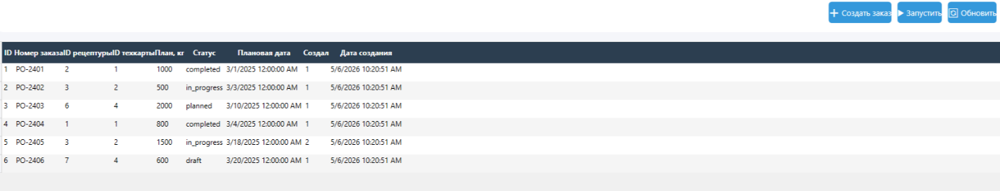 Создать заказ Запустить Обновить
ID Номер заказа ID рецептуры ID техкарты План, кг Статус Плановая дата Создал Дата создания
1 PO-2401 2 1 1000 completed 3/1/2025 12:00:00 AM 1 5/6/2026 10:20:51 AM
2 PO-2402 3 2 500 in_progress 3/3/2025 12:00:00 AM 1 5/6/2026 10:20:51 AM
3 PO-2403 6 4 2000 planned 3/10/2025 12:00:00 AM 1 5/6/2026 10:20:51 AM
4 PO-2404 1 1 800 completed 3/4/2025 12:00:00 AM 1 5/6/2026 10:20:51 AM
5 PO-2405 3 2 1500 in_progress 3/18/2025 12:00:00 AM 2 5/6/2026 10:20:51 AM
6 PO-2406 7 4 600 draft 3/20/2025 12:00:00 AM 1 5/6/2026 10:20:51 AM